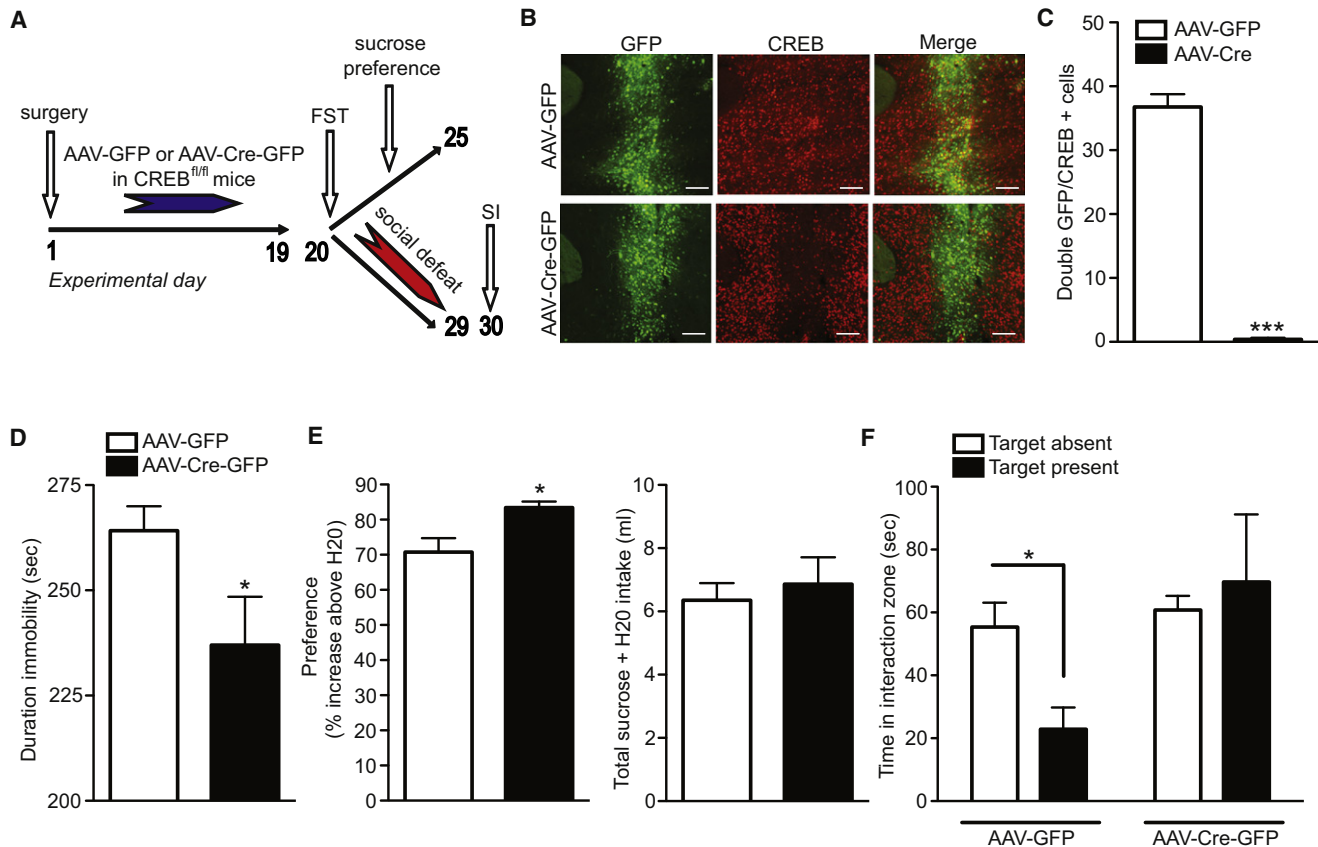 A
surgery
AAV-GFP or AAV-Cre-GFP
in CREBfl/fl mice
1
19
Experimental day
FST
20
sucrose
preference
25
social defeat
29
SI
30
B
GFP
CREB
Merge
AAV-GFP
AAV-Cre-GFP
C
AAV-GFP
AAV-Cre
Double GFP/CREB + cells
50
40
30
20
10
0
***
D
AAV-GFP
AAV-Cre-GFP
Duration immobility (sec)
275
250
225
200
*
E
Preference
(% increase above H20)
90
80
70
60
50
40
30
20
10
0
*
Total sucrose + H20 intake (ml)
10
8
6
4
2
0
F
Target absent
Target present
Time in interaction zone (sec)
100
80
60
40
20
0
*
AAV-GFP
AAV-Cre-GFP